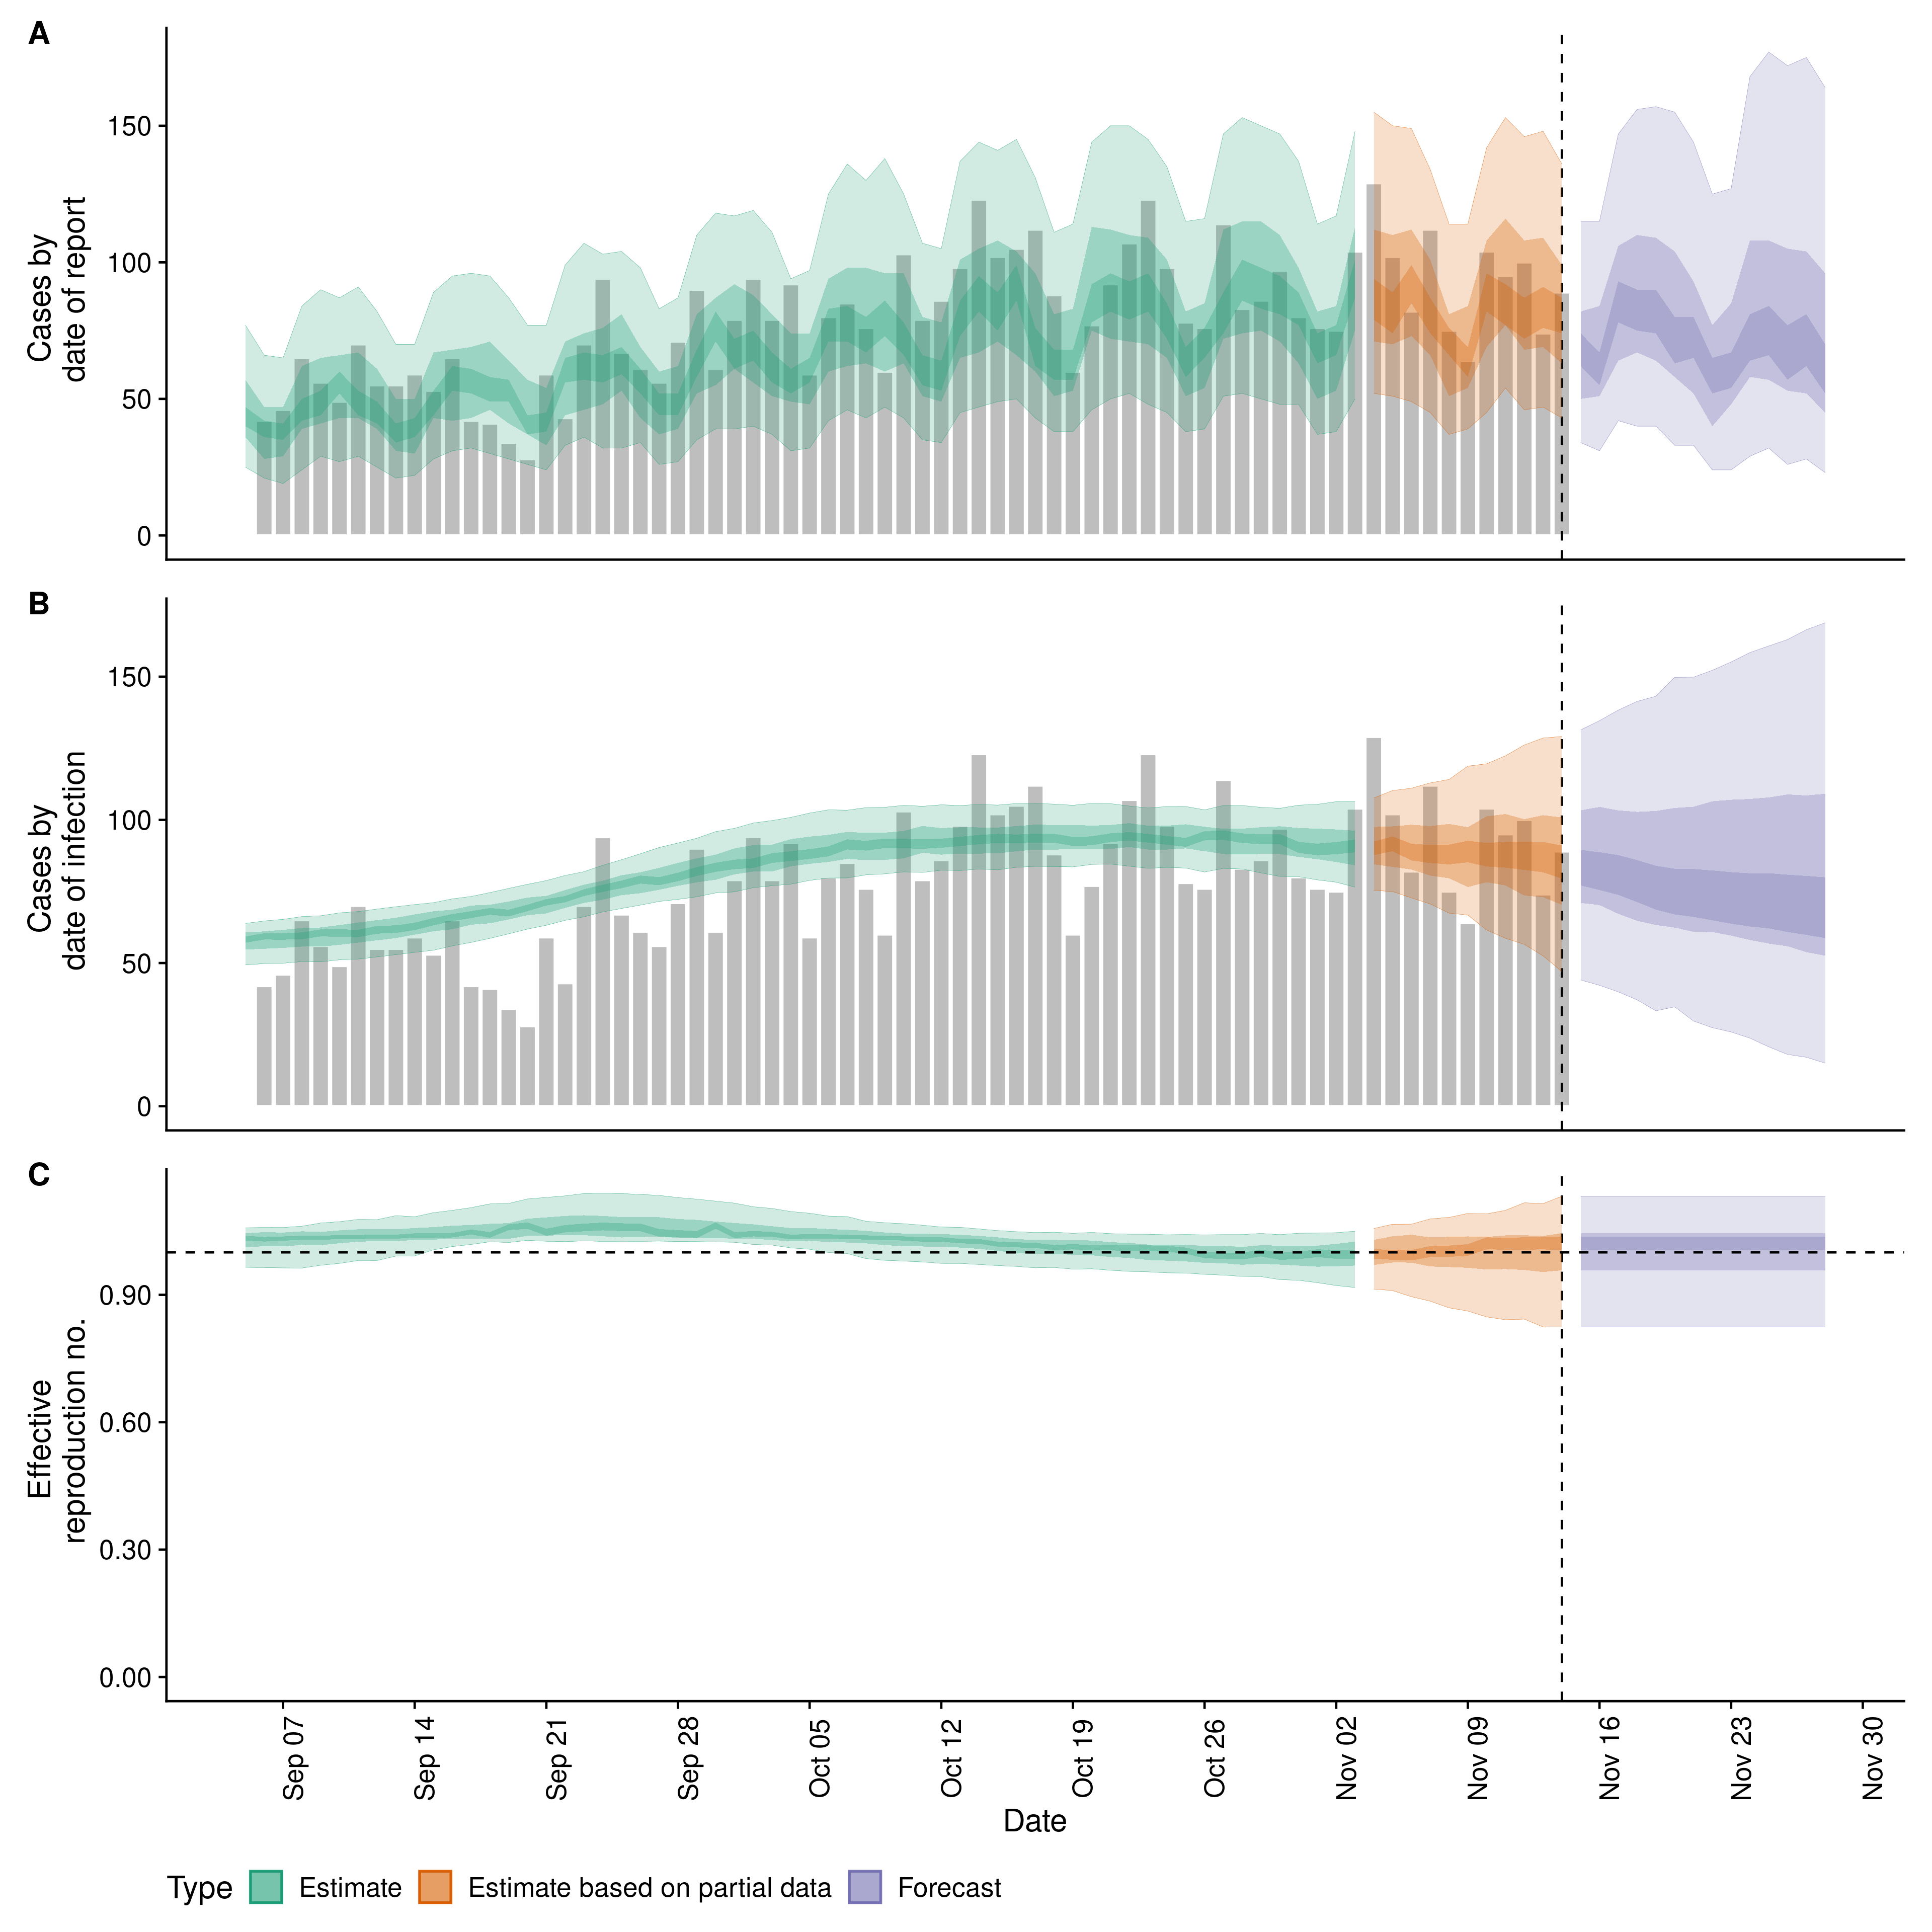 A
Cases by
date of report
150
100
50
0
B
Cases by
date of infection
150
100
50
0
C
Effective
reproduction no.
0.90
0.60
0.30
0.00
Sep 07
Sep 14
Sep 21
Sep 28
Oct 05
Oct 12
Oct 19
Oct 26
Nov 02
Nov 09
Nov 16
Nov 23
Nov 30
Date
Type Estimate Estimate based on partial data Forecast